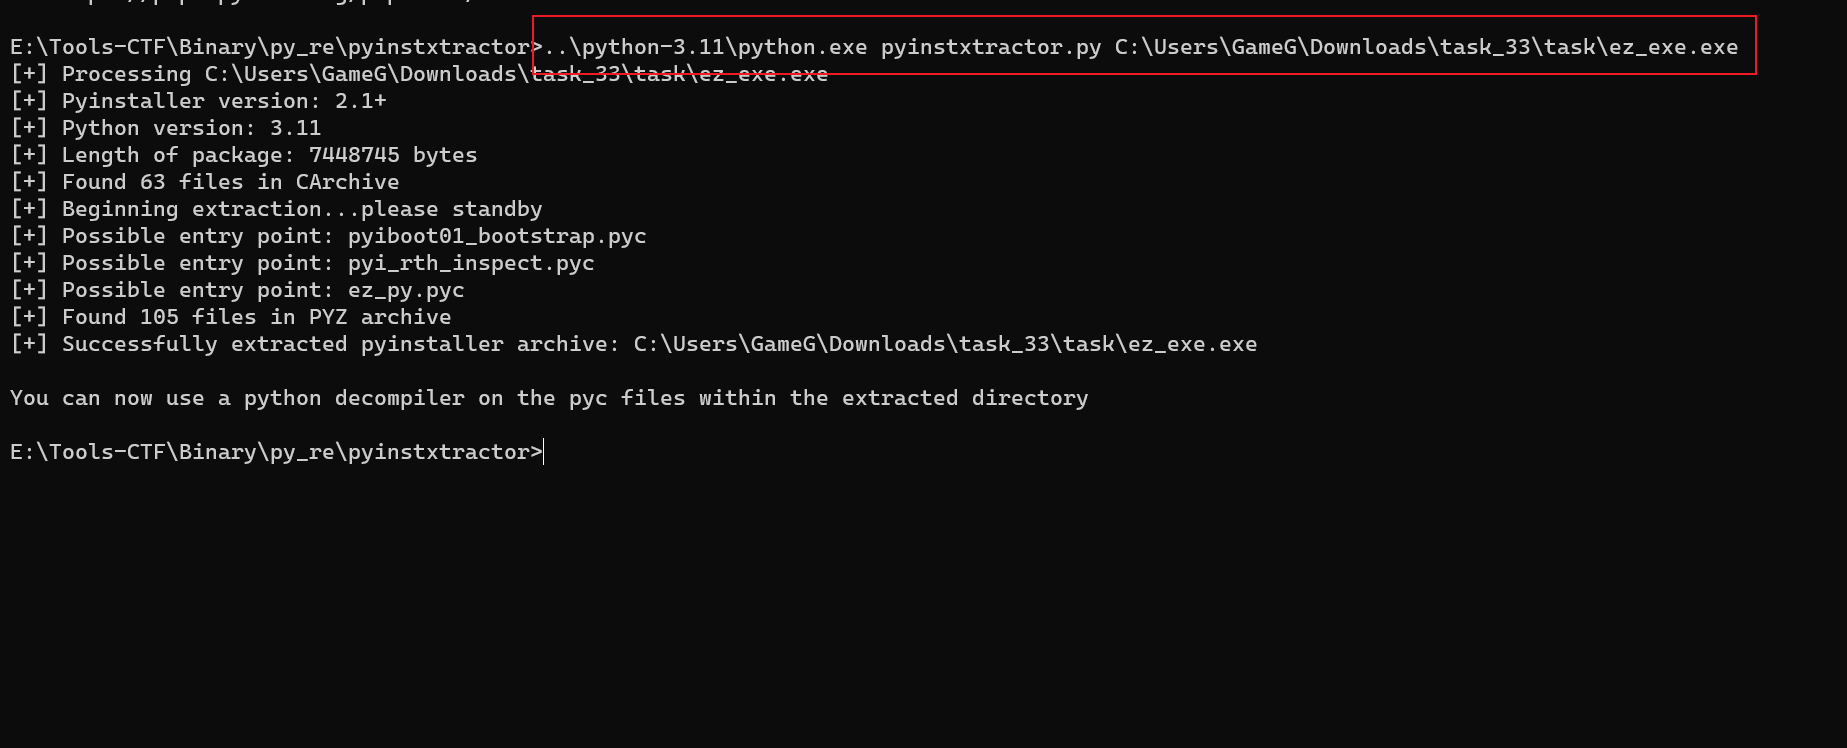 E:\Tools-CTF\Binary\py_re\pyinstxtractor>..\python-3.11\python.exe pyinstxtractor.py C:\Users\GameG\Downloads\task_33\task\ez_exe.exe
[+] Processing C:\Users\GameG\Downloads\task_33\task\ez_exe.exe
[+] Pyinstaller version: 2.1+
[+] Python version: 3.11
[+] Length of package: 7448745 bytes
[+] Found 63 files in CArchive
[+] Beginning extraction...please standby
[+] Possible entry point: pyiboot01_bootstrap.pyc
[+] Possible entry point: pyi_rth_inspect.pyc
[+] Possible entry point: ez_py.pyc
[+] Found 105 files in PYZ archive
[+] Successfully extracted pyinstaller archive: C:\Users\GameG\Downloads\task_33\task\ez_exe.exe
You can now use a python decompiler on the pyc files within the extracted directory
E:\Tools-CTF\Binary\py_re\pyinstxtractor>